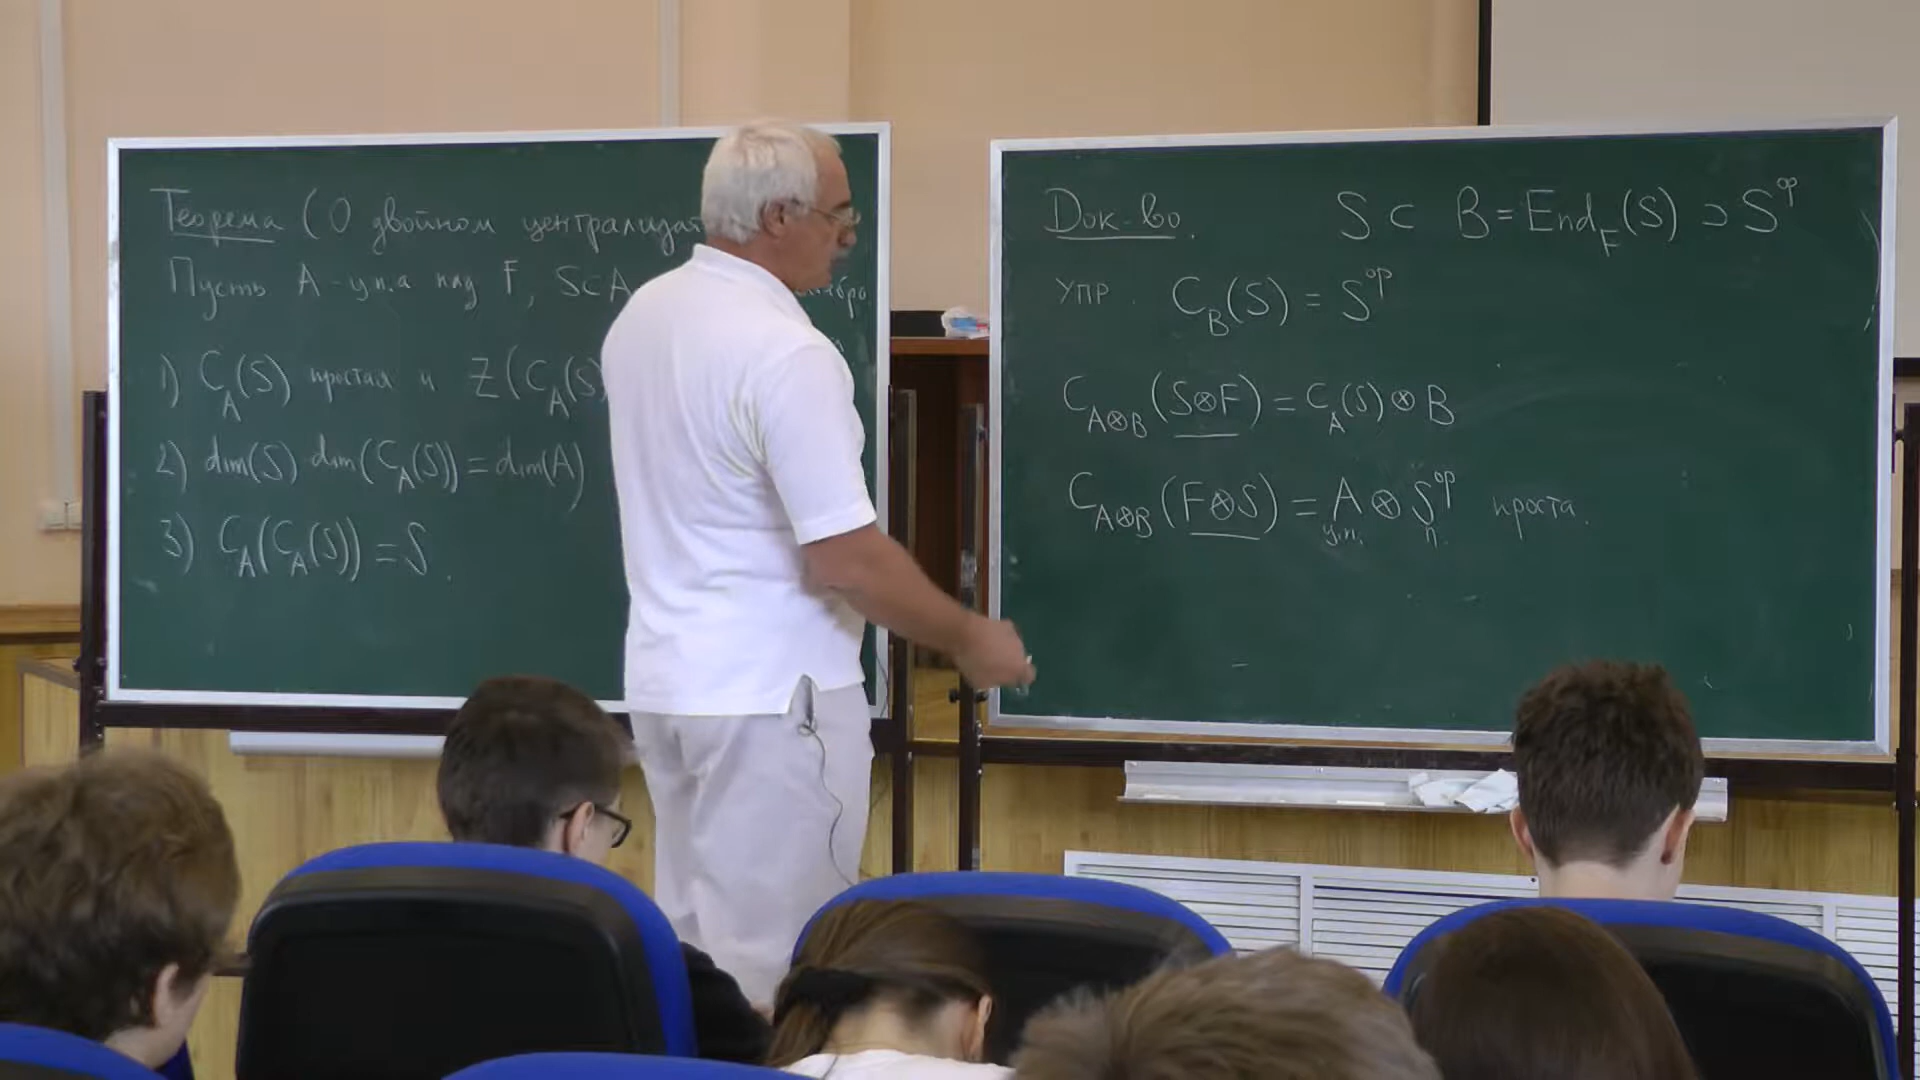 Теорема (О двойном централизат
Пусть A - у.п.а над F, S⊂A
1) C_A(S) простая и Z(C_A(S)
2) dim(S) dim(C_A(S)) = dim(A)
3) C_A(C_A(S)) = S.
Док-во. S ⊂ B = End_F(S) ⊃ S^op
УПР. C_B(S) = S^op
C_{A⊗B}(S⊗F) = C_A(S) ⊗ B
C_{A⊗B}(F⊗S) = A ⊗ S^op проста.
у.п. п.